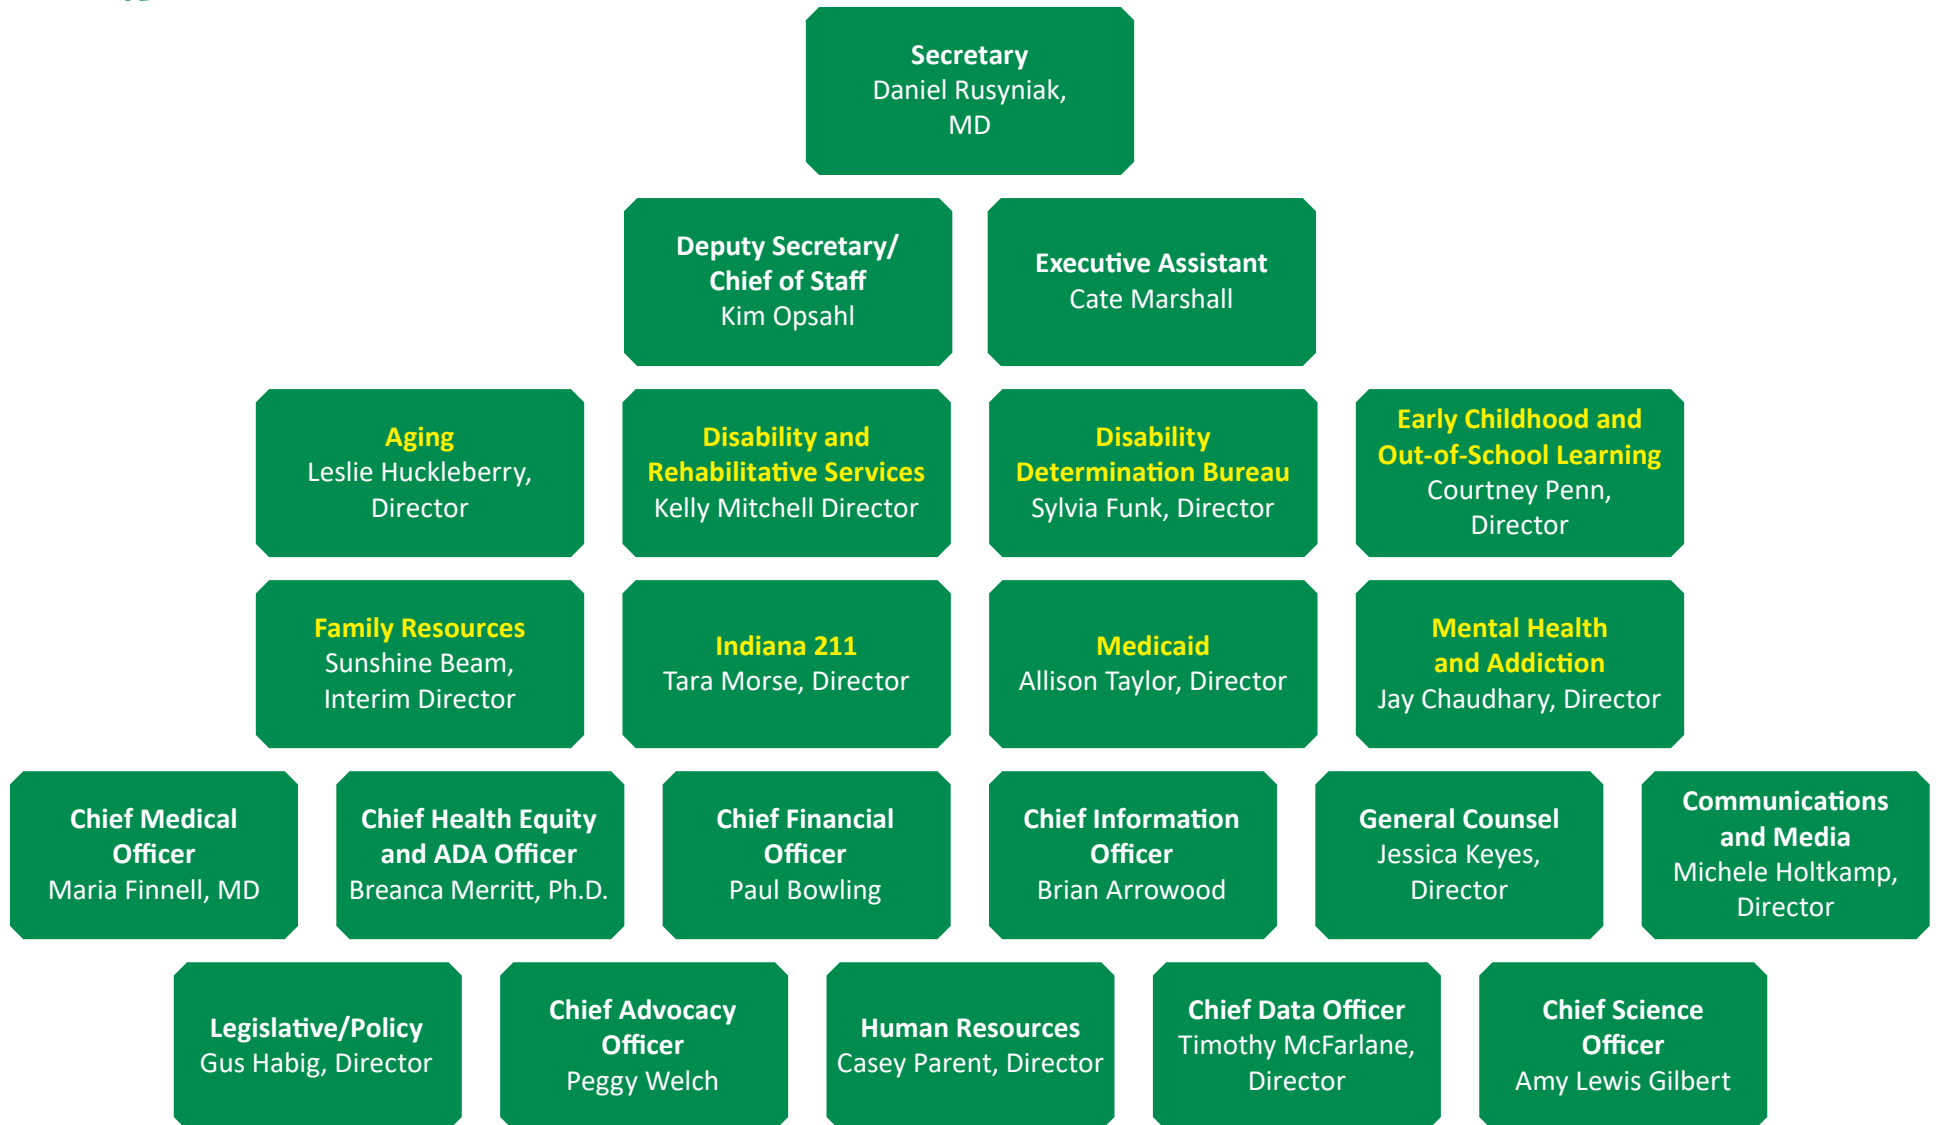 Secretary
Daniel Rusyniak,
MD
Deputy Secretary/
Chief of Staff
Kim Opsahl
Executive Assistant
Cate Marshall
Aging
Leslie Huckleberry,
Director
Disability and
Rehabilitative Services
Kelly Mitchell Director
Disability
Determination Bureau
Sylvia Funk, Director
Early Childhood and
Out-of-School Learning
Courtney Penn,
Director
Family Resources
Sunshine Beam,
Interim Director
Indiana 211
Tara Morse, Director
Medicaid
Allison Taylor, Director
Mental Health
and Addiction
Jay Chaudhary, Director
Chief Medical
Officer
Maria Finnell, MD
Chief Health Equity
and ADA Officer
Breanca Merritt, Ph.D.
Chief Financial
Officer
Paul Bowling
Chief Information
Officer
Brian Arrowood
General Counsel
Jessica Keyes,
Director
Communications
and Media
Michele Holtkamp,
Director
Legislative/Policy
Gus Habig, Director
Chief Advocacy
Officer
Peggy Welch
Human Resources
Casey Parent, Director
Chief Data Officer
Timothy McFarlane,
Director
Chief Science
Officer
Amy Lewis Gilbert